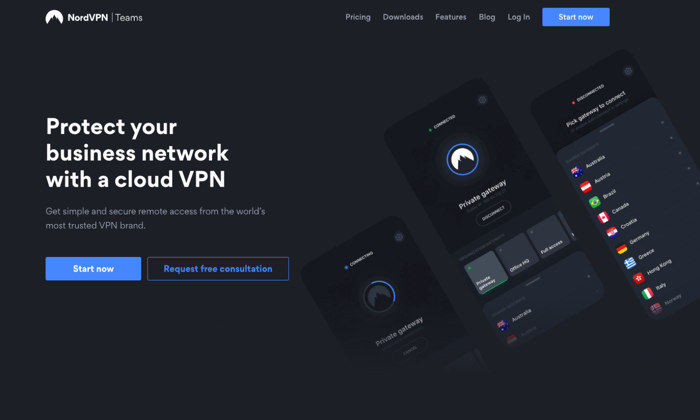 NordVPN | Teams
Pricing
Downloads
Features
Blog
Log In
Start now
Protect your
business network
with a cloud VPN
Get simple and secure remote access from the world's
most trusted VPN brand.
Start now
Request free consultation
CONNECTING
Private gateway
CANCEL
CONNECTED
Private gateway
DISCONNECT
Private
gateway
Office HQ
Full access
Australia
Austria
DISCONNECTED
Pick gateway to connect
Australia
Austria
Brazil
Canada
Croatia
Germany
Greece
Hong Kong
Italy
Norway